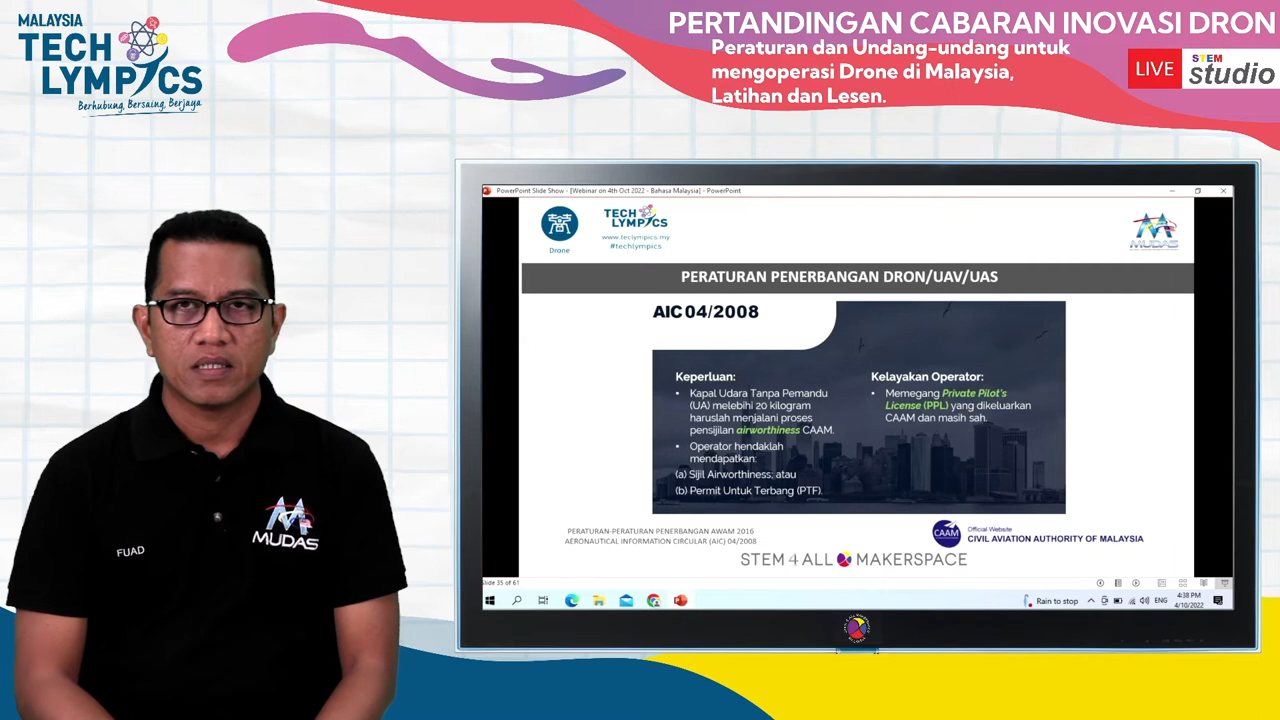 MALAYSIA
TECH
LYMPICS
Berhubung, Bersaing, Berjaya
PERTANDINGAN CABARAN INOVASI DRON
Peraturan dan Undang-undang untuk
mengoperasi Drone di Malaysia,
Latihan dan Lesen.
LIVE
STEM
studio
PowerPoint Slide Show - [Webinar on 4th Oct 2022 - Bahasa Malaysia] - PowerPoint
Drone
TECH
LYMPICS
www.teclympics.my
#techlympics
MUDAS
PERATURAN PENERBANGAN DRON/UAV/UAS
AIC 04/2008
Keperluan:
• Kapal Udara Tanpa Pemandu
(UA) melebihi 20 kilogram
haruslah menjalani proses
pensijilan airworthiness CAAM.
• Operator hendaklah
mendapatkan:
(a) Sijil Airworthiness; atau
(b) Permit Untuk Terbang (PTF).
Kelayakan Operator:
• Memegang Private Pilot's
License (PPL) yang dikeluarkan
CAAM dan masih sah.
PERATURAN-PERATURAN PENERBANGAN AWAM 2016
AERONAUTICAL INFORMATION CIRCULAR (AIC) 04/2008
CAAM
Official Website
CIVIL AVIATION AUTHORITY OF MALAYSIA
STEM 4 ALL MAKERSPACE
Slide 35 of 61
Rain to stop
ENG
4:38 PM
4/10/2022
FUAD
MUDAS